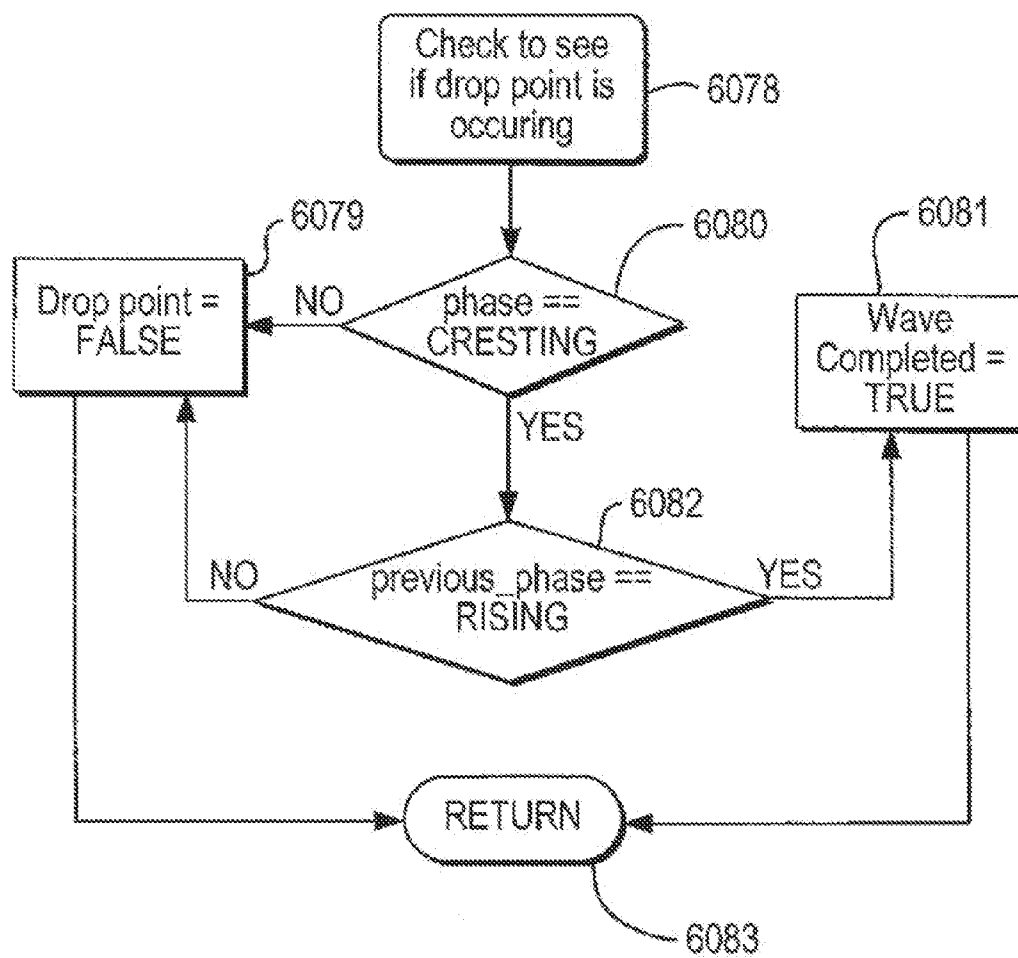 Check to see
if drop point is
occuring
6078
6079
6080
6081
Drop point =
FALSE
NO
phase ==
CRESTING
Wave
Completed =
TRUE
YES
6082
NO
previous_phase ==
RISING
YES
RETURN
6083